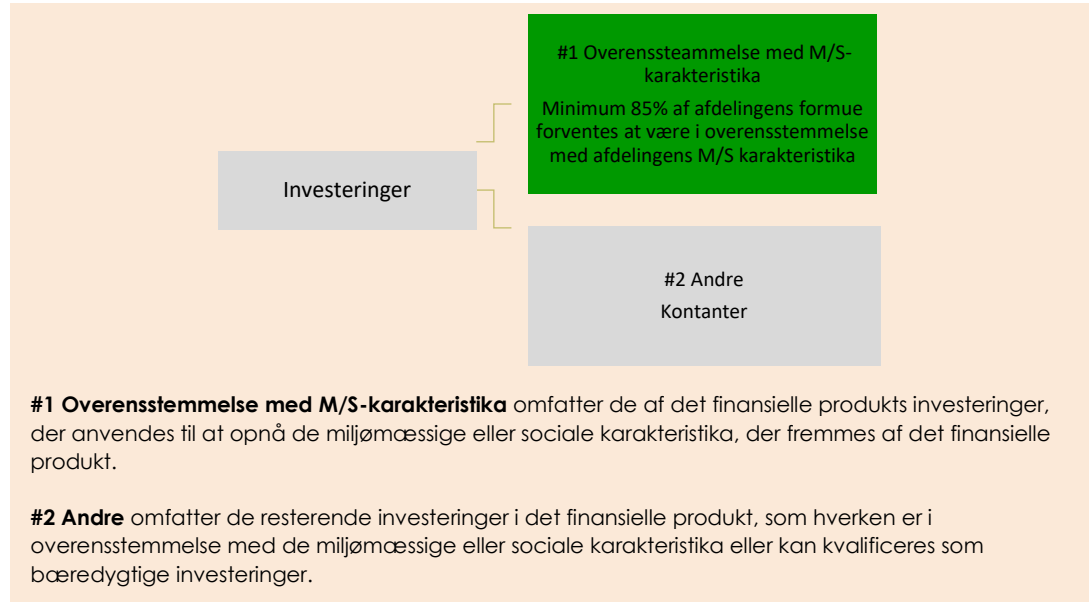 #1 Overenssteammelse med M/S-
karakteristika
Minimum 85% af afdelingens formue
forventes at være i overensstemmelse
med afdelingens M/S karakteristika
Investeringer
#2 Andre
Kontanter
#1 Overensstemmelse med M/S-karakteristika omfatter de af det finansielle produkts investeringer,
der anvendes til at opnå de miljømæssige eller sociale karakteristika, der fremmes af det finansielle
produkt.
#2 Andre omfatter de resterende investeringer i det finansielle produkt, som hverken er i
overensstemmelse med de miljømæssige eller sociale karakteristika eller kan kvalificeres som
bæredygtige investeringer.